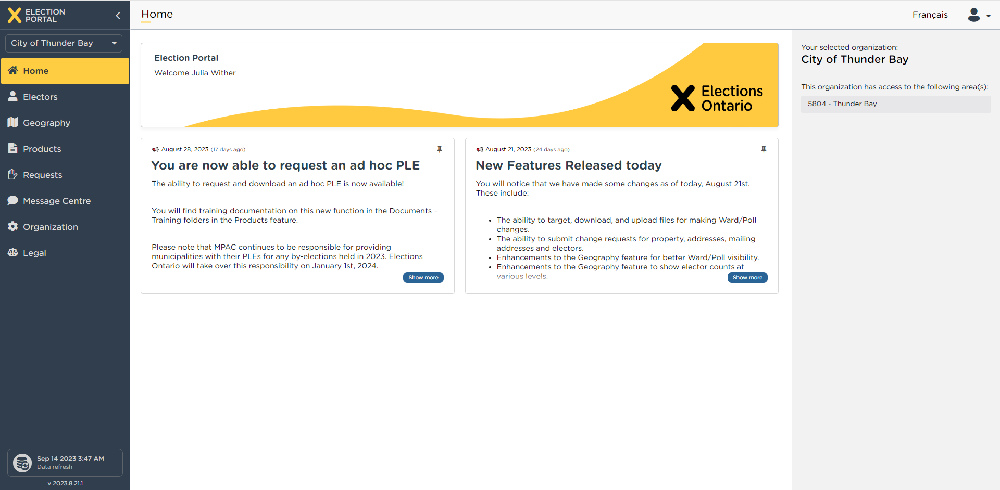 ELECTION
PORTAL
City of Thunder Bay
Home
Electors
Geography
Products
Requests
Message Centre
Organization
Legal
Sep 14 2023 3:47 AM
Data refresh
v 2023.8.21.1
Home
Français
Election Portal
Welcome Julia Wither
Elections
Ontario
August 28, 2023 (17 days ago)
You are now able to request an ad hoc PLE
The ability to request and download an ad hoc PLE is now available!
You will find training documentation on this new function in the Documents –
Training folders in the Products feature.
Please note that MPAC continues to be responsible for providing
municipalities with their PLEs for any by-elections held in 2023. Elections
Ontario will take over this responsibility on January 1st, 2024.
Show more
August 21, 2023 (24 days ago)
New Features Released today
You will notice that we have made some changes as of today, August 21st.
These include:
• The ability to target, download, and upload files for making Ward/Poll
changes.
• The ability to submit change requests for property, addresses, mailing
addresses and electors.
• Enhancements to the Geography feature for better Ward/Poll visibility.
• Enhancements to the Geography feature to show elector counts at
various levels.
Show more
Your selected organization:
City of Thunder Bay
This organization has access to the following area(s):
5804 - Thunder Bay